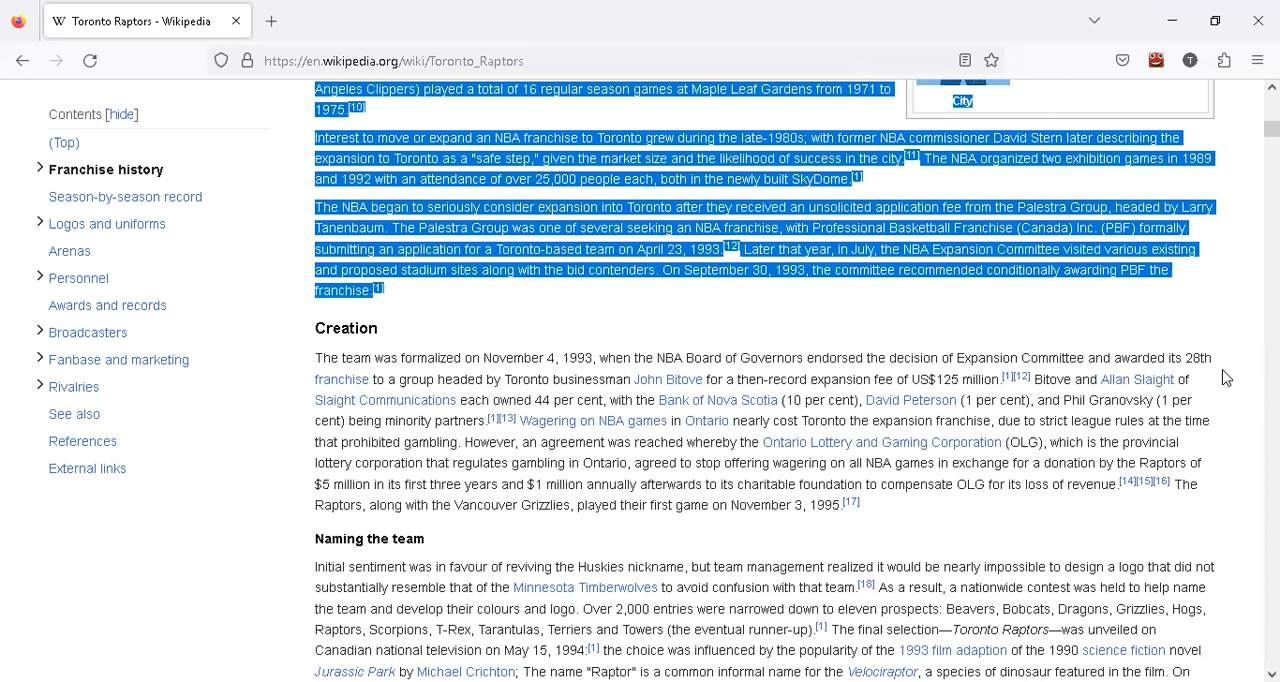 Toronto Raptors - Wikipedia
https://en.wikipedia.org/wiki/Toronto_Raptors
Contents [hide]
(Top)
Franchise history
Season-by-season record
Logos and uniforms
Arenas
Personnel
Awards and records
Broadcasters
Fanbase and marketing
Rivalries
See also
References
External links
City
Angeles Clippers) played a total of 16 regular season games at Maple Leaf Gardens from 1971 to
1975.[10]
Interest to move or expand an NBA franchise to Toronto grew during the late-1980s; with former NBA commissioner David Stern later describing the
expansion to Toronto as a "safe step," given the market size and the likelihood of success in the city.[11] The NBA organized two exhibition games in 1989
and 1992 with an attendance of over 25,000 people each, both in the newly built SkyDome.[1]
The NBA began to seriously consider expansion into Toronto after they received an unsolicited application fee from the Palestra Group, headed by Larry
Tanenbaum. The Palestra Group was one of several seeking an NBA franchise, with Professional Basketball Franchise (Canada) Inc. (PBF) formally
submitting an application for a Toronto-based team on April 23, 1993.[12] Later that year, in July, the NBA Expansion Committee visited various existing
and proposed stadium sites along with the bid contenders. On September 30, 1993, the committee recommended conditionally awarding PBF the
franchise.[1]
Creation
The team was formalized on November 4, 1993, when the NBA Board of Governors endorsed the decision of Expansion Committee and awarded its 28th
franchise to a group headed by Toronto businessman John Bitove for a then-record expansion fee of US$125 million.[1][12] Bitove and Allan Slaight of
Slaight Communications each owned 44 per cent, with the Bank of Nova Scotia (10 per cent), David Peterson (1 per cent), and Phil Granovsky (1 per
cent) being minority partners.[1][13] Wagering on NBA games in Ontario nearly cost Toronto the expansion franchise, due to strict league rules at the time
that prohibited gambling. However, an agreement was reached whereby the Ontario Lottery and Gaming Corporation (OLG), which is the provincial
lottery corporation that regulates gambling in Ontario, agreed to stop offering wagering on all NBA games in exchange for a donation by the Raptors of
$5 million in its first three years and $1 million annually afterwards to its charitable foundation to compensate OLG for its loss of revenue.[14][15][16] The
Raptors, along with the Vancouver Grizzlies, played their first game on November 3, 1995.[17]
Naming the team
Initial sentiment was in favour of reviving the Huskies nickname, but team management realized it would be nearly impossible to design a logo that did not
substantially resemble that of the Minnesota Timberwolves to avoid confusion with that team.[18] As a result, a nationwide contest was held to help name
the team and develop their colours and logo. Over 2,000 entries were narrowed down to eleven prospects: Beavers, Bobcats, Dragons, Grizzlies, Hogs,
Raptors, Scorpions, T-Rex, Tarantulas, Terriers and Towers (the eventual runner-up).[1] The final selection—Toronto Raptors—was unveiled on
Canadian national television on May 15, 1994:[1] the choice was influenced by the popularity of the 1993 film adaption of the 1990 science fiction novel
Jurassic Park by Michael Crichton; The name "Raptor" is a common informal name for the Velociraptor, a species of dinosaur featured in the film. On